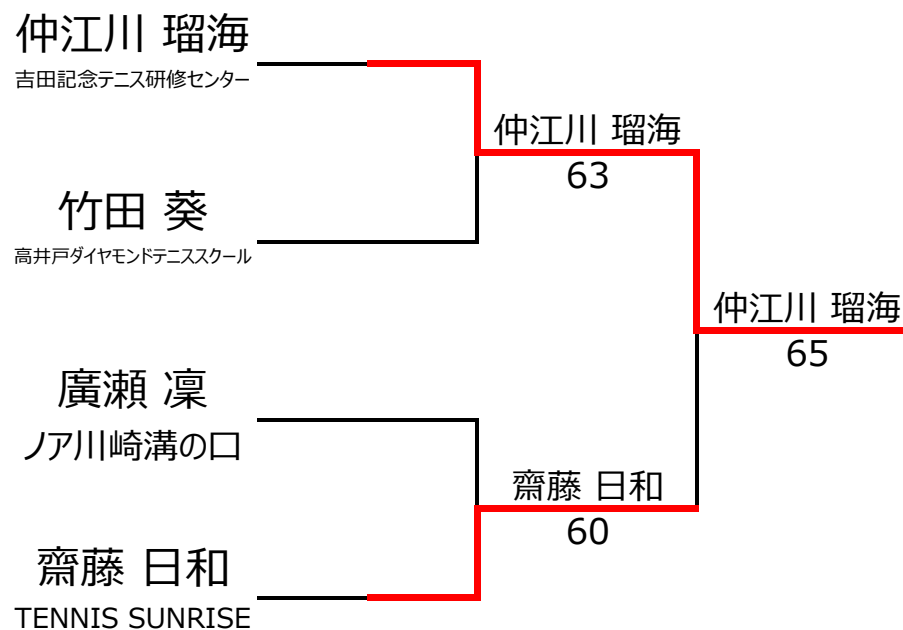 仲江川 瑠海
吉田記念テニス研修センター
仲江川 瑠海
63
竹田 葵
高井戸ダイヤモンドテニススクール
仲江川 瑠海
65
廣瀬 凜
ノア川崎溝の口
齋藤 日和
60
齋藤 日和
TENNIS SUNRISE